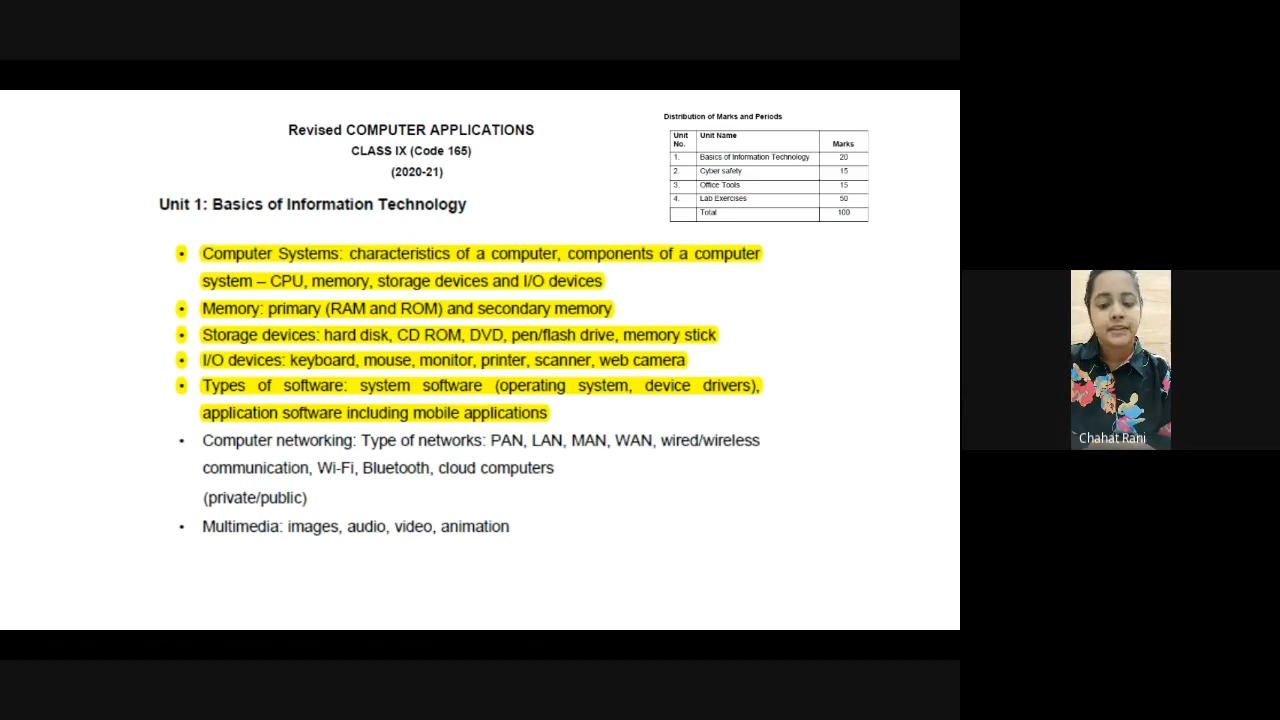 Revised COMPUTER APPLICATIONS
CLASS IX (Code 165)
(2020-21)
Unit 1: Basics of Information Technology
Distribution of Marks and Periods
Unit No. Unit Name Marks
1. Basics of Information Technology 20
2. Cyber safety 15
3. Office Tools 15
4. Lab Exercises 50
Total 100
• Computer Systems: characteristics of a computer, components of a computer
system – CPU, memory, storage devices and I/O devices
• Memory: primary (RAM and ROM) and secondary memory
• Storage devices: hard disk, CD ROM, DVD, pen/flash drive, memory stick
• I/O devices: keyboard, mouse, monitor, printer, scanner, web camera
• Types of software: system software (operating system, device drivers),
application software including mobile applications
• Computer networking: Type of networks: PAN, LAN, MAN, WAN, wired/wireless
communication, Wi-Fi, Bluetooth, cloud computers
(private/public)
• Multimedia: images, audio, video, animation
Chahat Rani